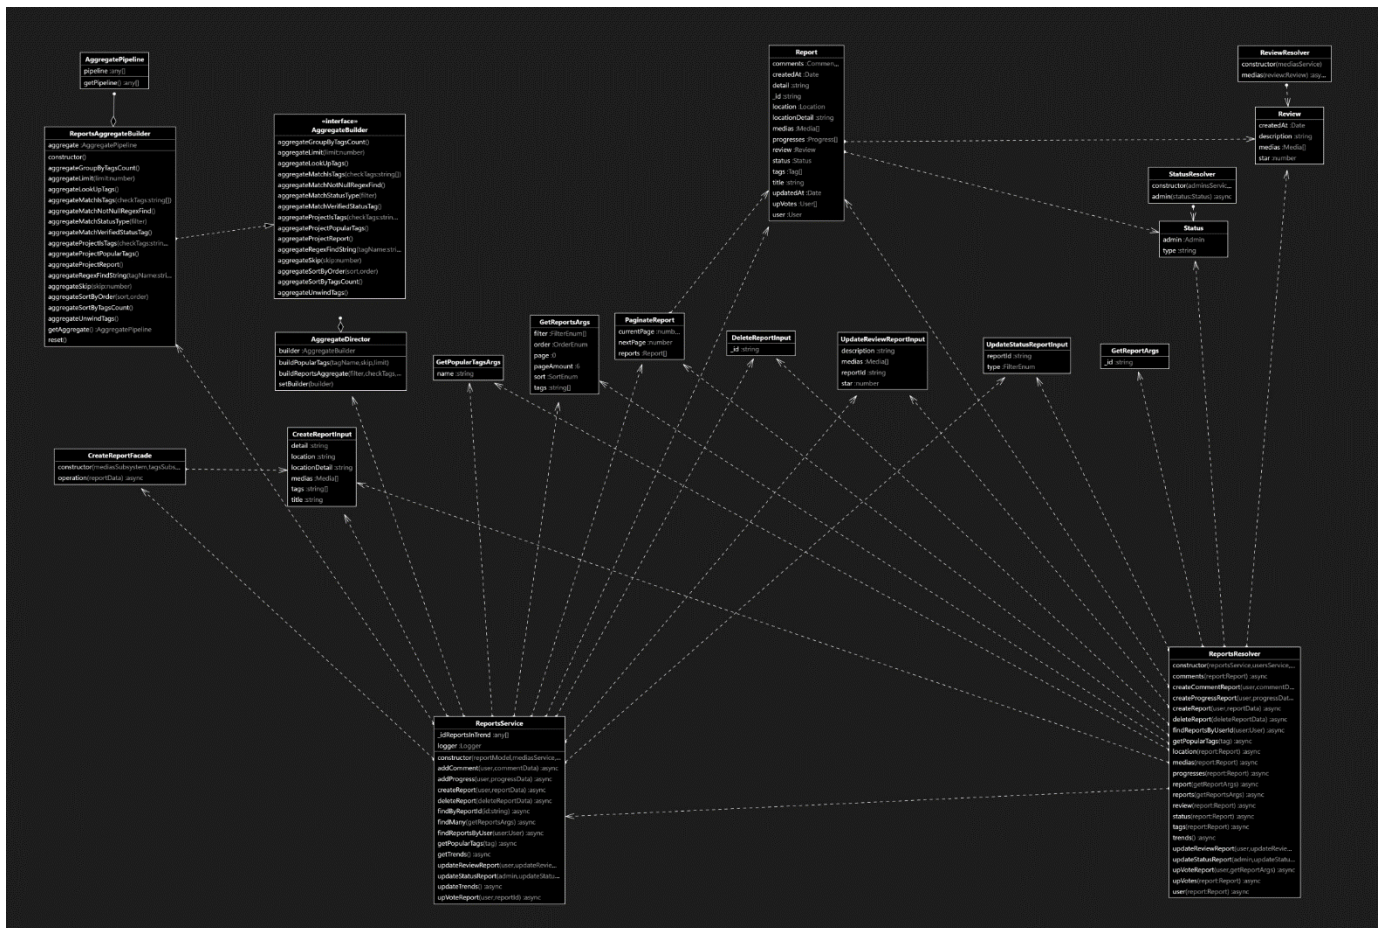 AggregatePipeline
pipeline :any[]
getPipeline() :any[]
ReportsAggregateBuilder
aggregate :AggregatePipeline
constructor()
aggregateGroupByTagsCount()
aggregateLimit(limit:number)
aggregateLookUpTags()
aggregateMatchIsTags(checkTags:string[])
aggregateMatchNotNullRegexFind()
aggregateMatchStatusType(filter)
aggregateMatchVerifiedStatusTag()
aggregateProjectIsTags(checkTags:strin...
aggregateProjectPopularTags()
aggregateProjectReport()
aggregateRegexFindString(tagName:stri...
aggregateSkip(skip:number)
aggregateSortByOrder(sort,order)
aggregateSortByTagsCount()
aggregateUnwindTags()
getAggregate() :AggregatePipeline
reset()
«interface»
AggregateBuilder
aggregateGroupByTagsCount()
aggregateLimit(limit:number)
aggregateLookUpTags()
aggregateMatchIsTags(checkTags:string[])
aggregateMatchNotNullRegexFind()
aggregateMatchStatusType(filter)
aggregateMatchVerifiedStatusTag()
aggregateProjectIsTags(checkTags:strin...
aggregateProjectPopularTags()
aggregateProjectReport()
aggregateRegexFindString(tagName:stri...
aggregateSkip(skip:number)
aggregateSortByOrder(sort,order)
aggregateSortByTagsCount()
aggregateUnwindTags()
AggregateDirector
builder :AggregateBuilder
buildPopularTags(tagName,skip,limit)
buildReportsAggregate(filter,checkTags,...
setBuilder(builder)
Report
comments :Commen...
createdAt :Date
detail :string
_id :string
location :Location
locationDetail :string
medias :Media[]
progresses :Progress[]
review :Review
status :Status
tags :Tag[]
title :string
updatedAt :Date
upVotes :User[]
user :User
ReviewResolver
constructor(mediasService)
medias(review:Review) :asy...
Review
createdAt :Date
description :string
medias :Media[]
star :number
StatusResolver
constructor(adminsServic...
admin(status:Status) :async
Status
admin :Admin
type :string
GetPopularTagsArgs
name :string
GetReportsArgs
filter :FilterEnum[]
order :OrderEnum
page :0
pageAmount :6
sort :SortEnum
tags :string[]
PaginateReport
currentPage :numb...
nextPage :number
reports :Report[]
DeleteReportInput
_id :string
UpdateReviewReportInput
description :string
medias :Media[]
reportId :string
star :number
UpdateStatusReportInput
reportId :string
type :FilterEnum
GetReportArgs
_id :string
CreateReportFacade
constructor(mediasSubsystem,tagsSubs...
operation(reportData) :async
CreateReportInput
detail :string
location :string
locationDetail :string
medias :Media[]
tags :string[]
title :string
ReportsService
_idReportsInTrend :any[]
logger :Logger
constructor(reportModel,mediasService,...
addComment(user,commentData) :async
addProgress(user,progressData) :async
createReport(user,reportData) :async
deleteReport(deleteReportData) :async
findByReportId(id:string) :async
findMany(getReportsArgs) :async
findReportsByUser(user:User) :async
getPopularTags(tag) :async
getTrends() :async
updateReviewReport(user,updateRevie...
updateStatusReport(admin,updateStatu...
updateTrends() :async
upVoteReport(user,reportId) :async
ReportsResolver
constructor(reportsService,usersService,...
comments(report:Report) :async
createCommentReport(user,commentD...
createProgressReport(user,progressDat...
createReport(user,reportData) :async
deleteReport(deleteReportData) :async
findReportsByUserId(user:User) :async
getPopularTags(tag) :async
location(report:Report) :async
medias(report:Report) :async
progresses(report:Report) :async
report(getReportArgs) :async
reports(getReportsArgs) :async
review(report:Report) :async
status(report:Report) :async
tags(report:Report) :async
trends() :async
updateReviewReport(user,updateRevie...
updateStatusReport(admin,updateStatu...
upVoteReport(user,getReportArgs) :async
upVotes(report:Report) :async
user(report:Report) :async